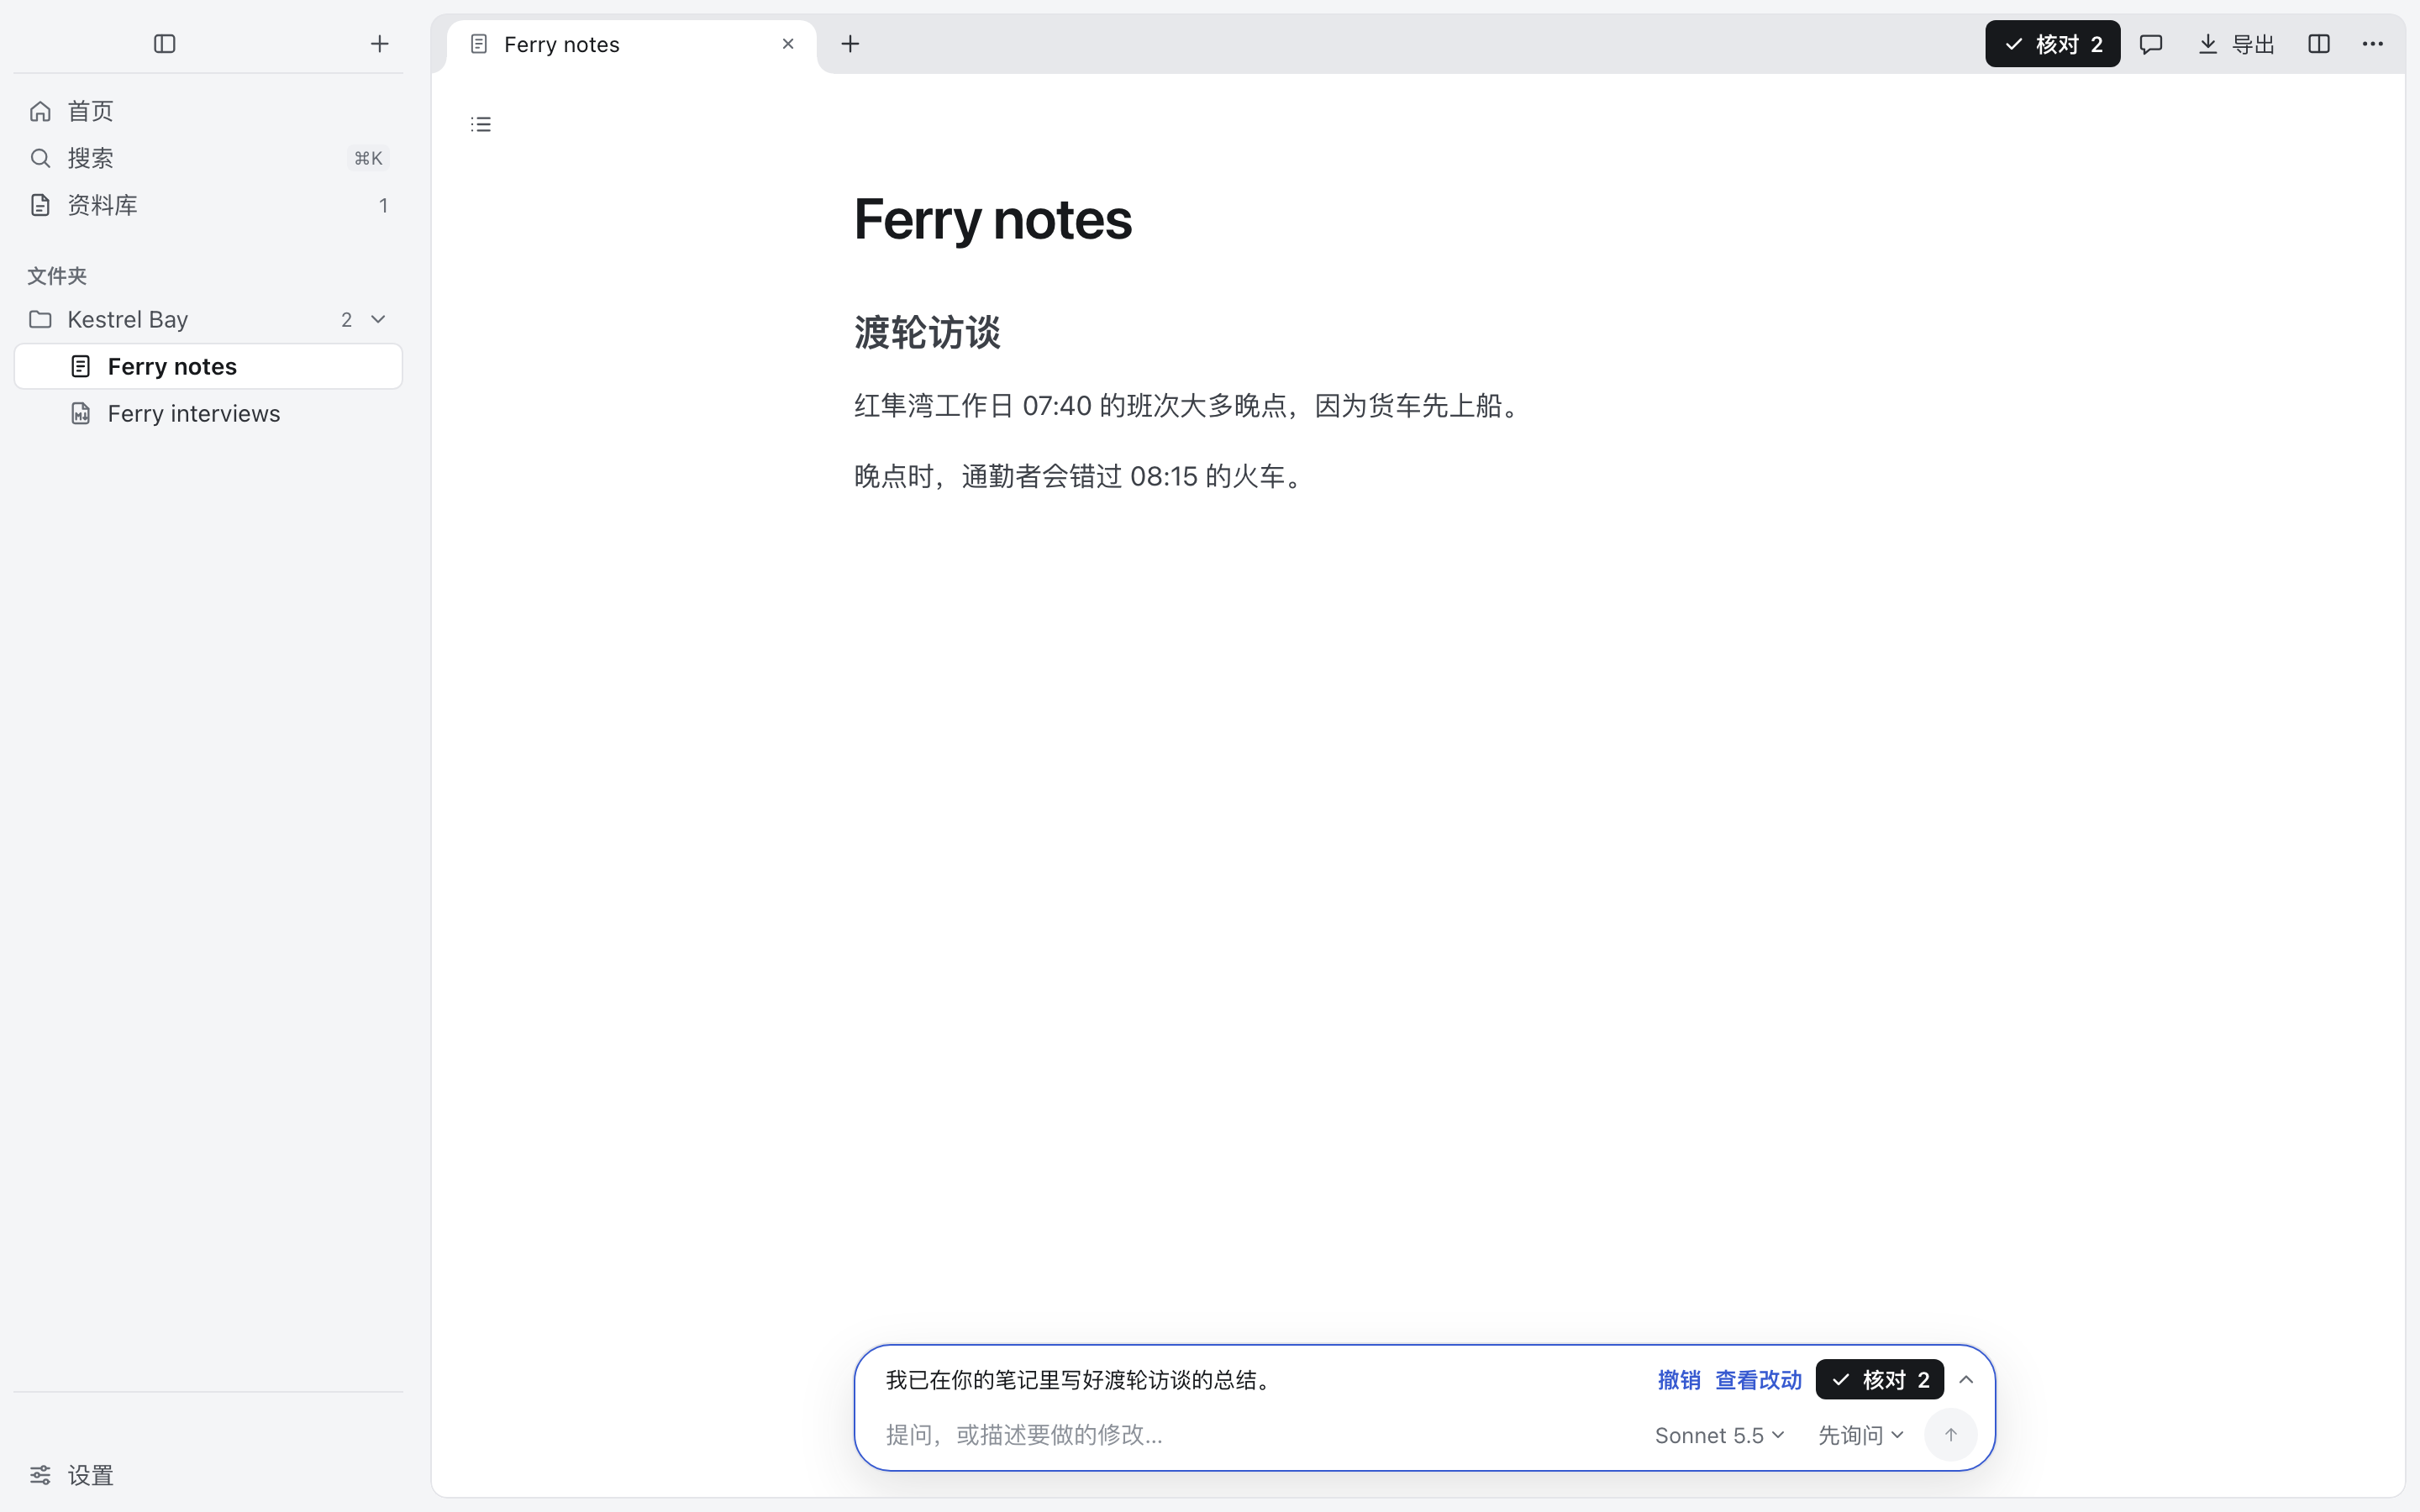 Ferry notes
核对 2
导出
首页
搜索 ⌘K
资料库 1
文件夹
Kestrel Bay 2
Ferry notes
Ferry interviews
设置
Ferry notes
渡轮访谈
红隼湾工作日 07:40 的班次大多晚点，因为货车先上船。
晚点时，通勤者会错过 08:15 的火车。
我已在你的笔记里写好渡轮访谈的总结。 撤销 查看改动 核对 2
提问，或描述要做的修改... Sonnet 5.5 先询问